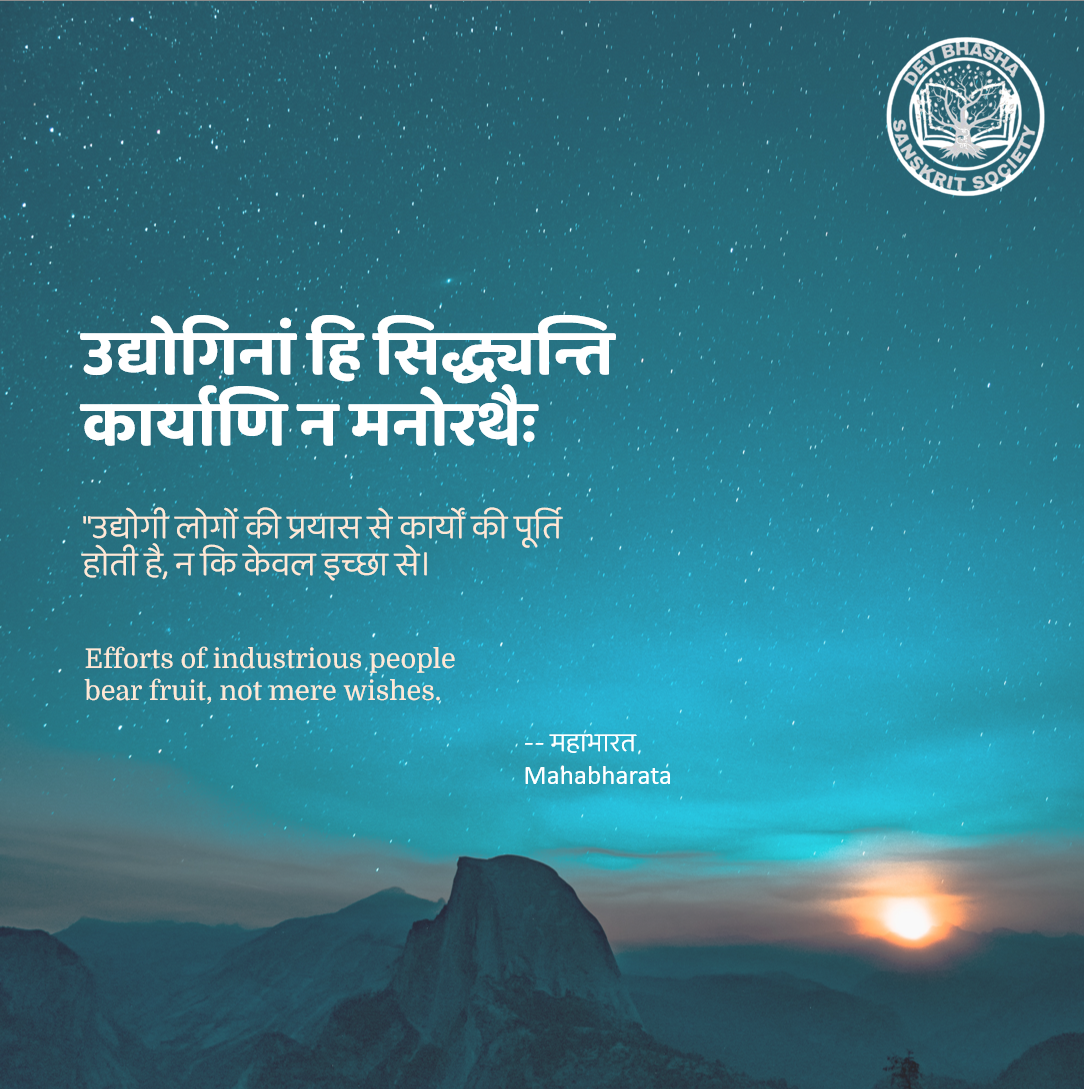 DEV BHASHA
SANSKRIT SOCIETY
उद्योगिनां हि सिद्ध्यन्ति
कार्याणि न मनोरथैः
"उद्योगी लोगों की प्रयास से कार्यों की पूर्ति
होती है, न कि केवल इच्छा से।
Efforts of industrious people
bear fruit, not mere wishes.
-- महाभारत
Mahabharata